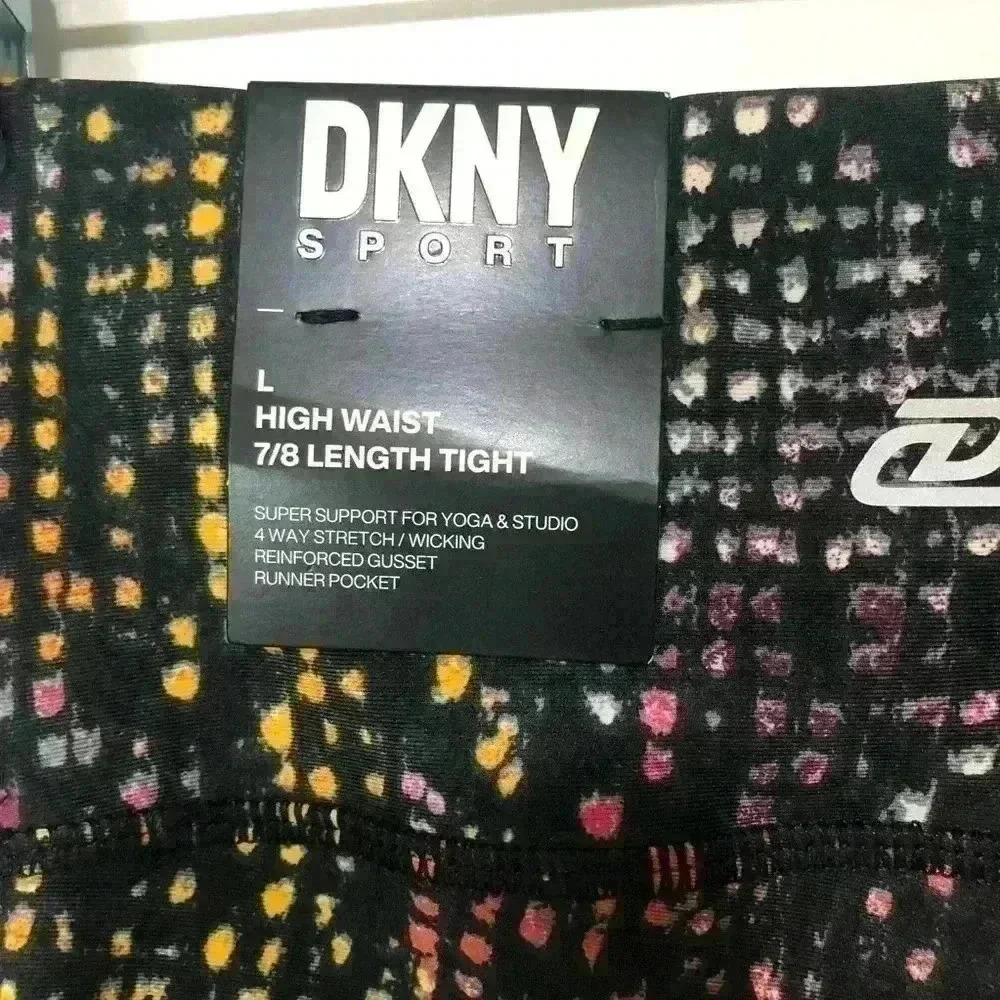 DKNY
SPORT
L
HIGH WAIST
7/8 LENGTH TIGHT
SUPER SUPPORT FOR YOGA & STUDIO
4 WAY STRETCH / WICKING
REINFORCED GUSSET
RUNNER POCKET